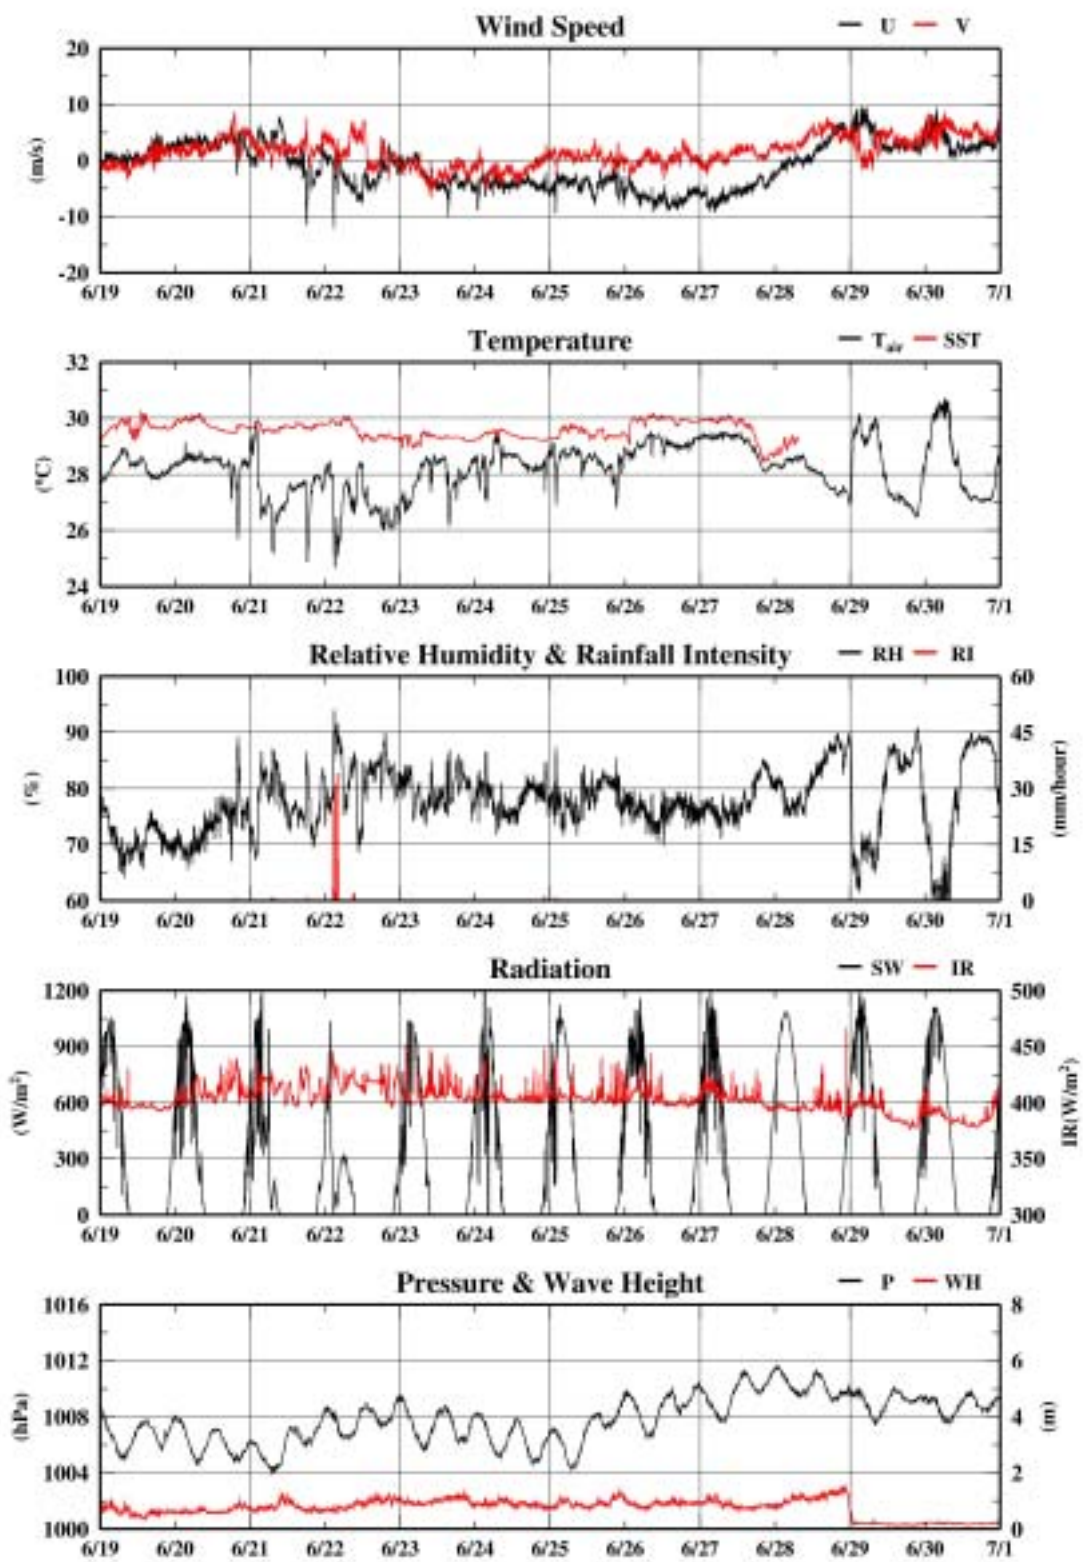 Wind Speed — U — V
20
10
0
-10
-20
(m/s)
6/19 6/20 6/21 6/22 6/23 6/24 6/25 6/26 6/27 6/28 6/29 6/30 7/1
Temperature — Tair — SST
32
30
28
26
24
(°C)
6/19 6/20 6/21 6/22 6/23 6/24 6/25 6/26 6/27 6/28 6/29 6/30 7/1
Relative Humidity & Rainfall Intensity — RH — RI
100 60
90 45
80 30
70 15
60 0
(%) (mm/hour)
6/19 6/20 6/21 6/22 6/23 6/24 6/25 6/26 6/27 6/28 6/29 6/30 7/1
Radiation — SW — IR
1200 500
900 450
600 400
300 350
0 300
(W/m²) IR(W/m²)
6/19 6/20 6/21 6/22 6/23 6/24 6/25 6/26 6/27 6/28 6/29 6/30 7/1
Pressure & Wave Height — P — WH
1016 8
1012 6
1008 4
1004 2
1000 0
(hPa) (m)
6/19 6/20 6/21 6/22 6/23 6/24 6/25 6/26 6/27 6/28 6/29 6/30 7/1